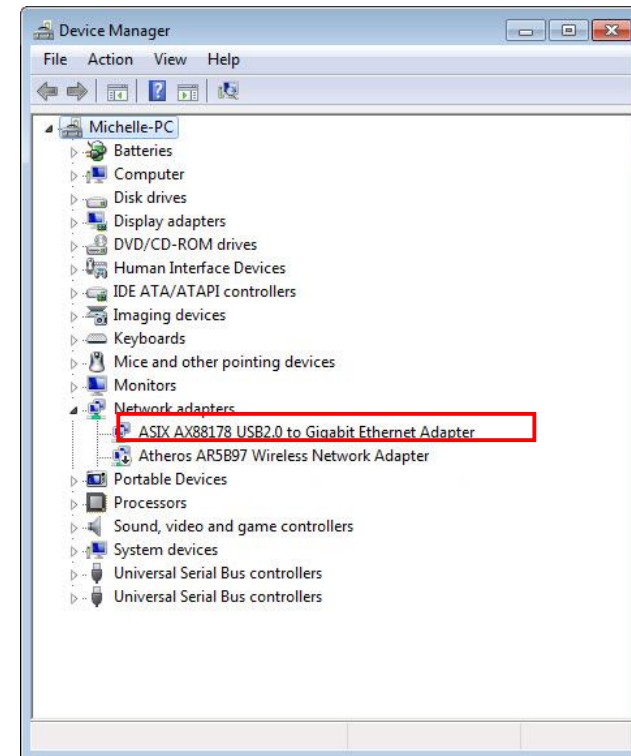 Device Manager
File Action View Help
Michelle-PC
Batteries
Computer
Disk drives
Display adapters
DVD/CD-ROM drives
Human Interface Devices
IDE ATA/ATAPI controllers
Imaging devices
Keyboards
Mice and other pointing devices
Monitors
Network adapters
ASIX AX88178 USB2.0 to Gigabit Ethernet Adapter
Atheros AR5B97 Wireless Network Adapter
Portable Devices
Processors
Sound, video and game controllers
System devices
Universal Serial Bus controllers
Universal Serial Bus controllers